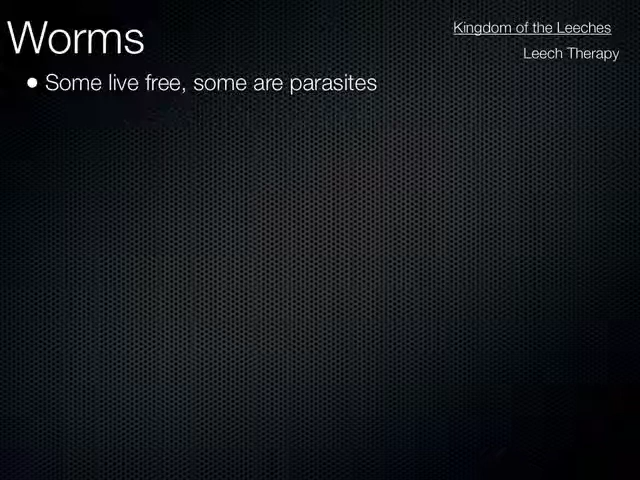 Worms
Kingdom of the Leeches
Leech Therapy
• Some live free, some are parasites